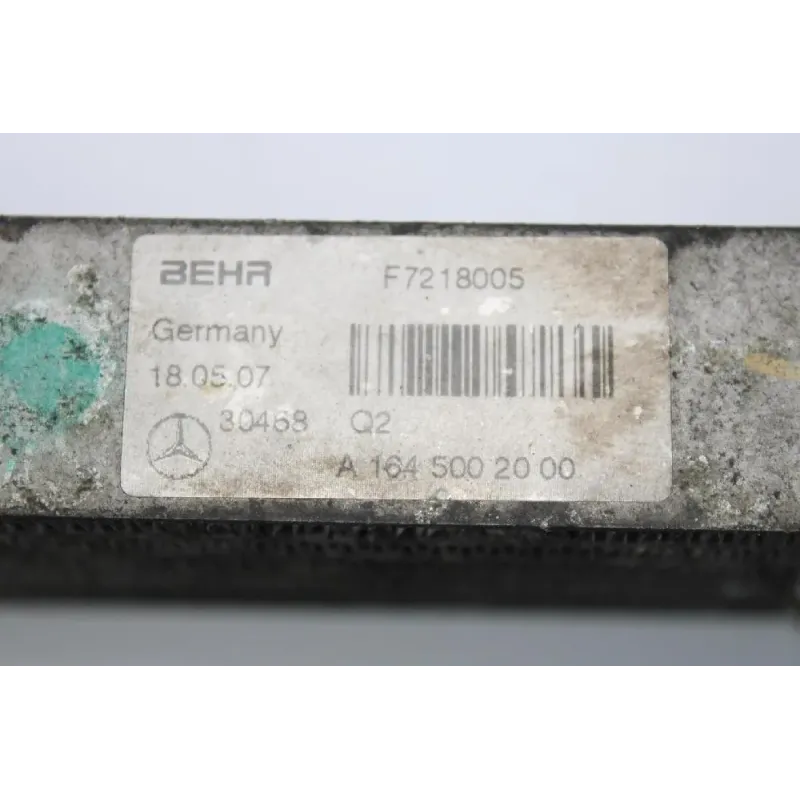 BEHR F7218005
Germany
18.05.07
30468 Q2
A 164 500 20 00